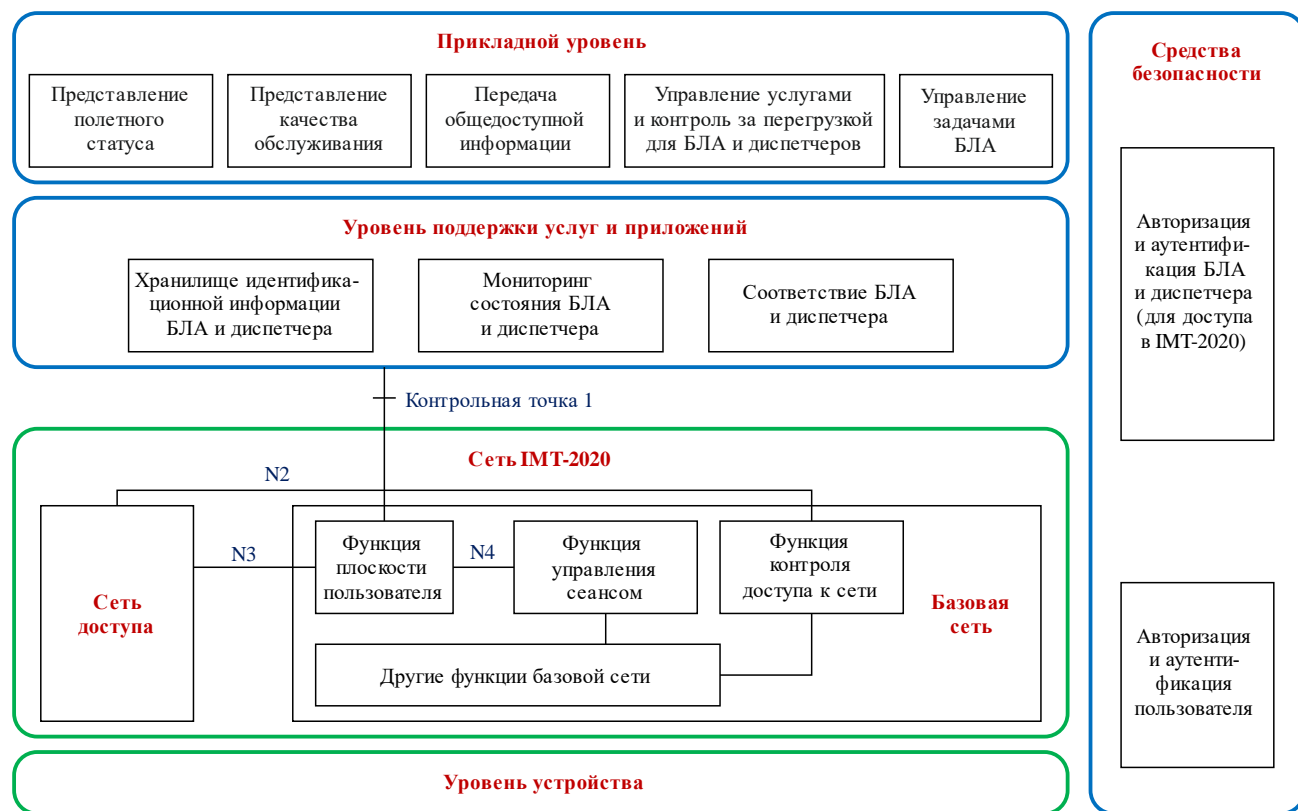 Прикладной уровень
Представление
полетного
статуса
Представление
качества
обслуживания
Передача
общедоступной
информации
Управление услугами
и контроль за перегрузкой
для БЛА и диспетчеров
Управление
задачами
БЛА
Уровень поддержки услуг и приложений
Хранилище идентифика-
ционной информации
БЛА и диспетчера
Мониторинг
состояния БЛА
и диспетчера
Соответствие БЛА
и диспетчера
Контрольная точка 1
Сеть IMT-2020
N2
N3
N4
Сеть
доступа
Функция
плоскости
пользователя
Функция
управления
сеансом
Функция
контроля
доступа к сети
Базовая
сеть
Другие функции базовой сети
Уровень устройства
Средства
безопасности
Авторизация
и аутентифи-
кация БЛА
и диспетчера
(для доступа
в IMT-2020)
Авторизация
и аутенти-
фикация
пользователя